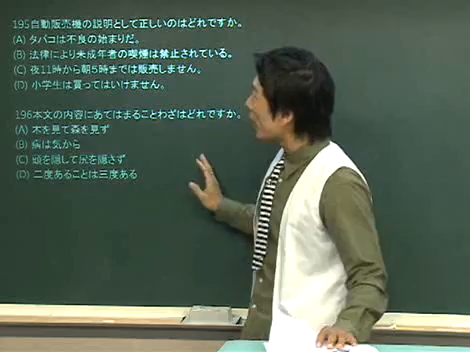 195自動販売機の説明として正しいのはどれですか。
(A) タバコは不良の始まりだ。
(B) 法律により未成年者の喫煙は禁止されている。
(C) 夜11時から朝5時までは販売しません。
(D) 小学生は買ってはいけません。
196本文の内容にあてはまることわざはどれですか。
(A) 木を見て森を見ず
(B) 病は気から
(C) 頭を隠して尻を隠さず
(D) 二度あることは三度ある